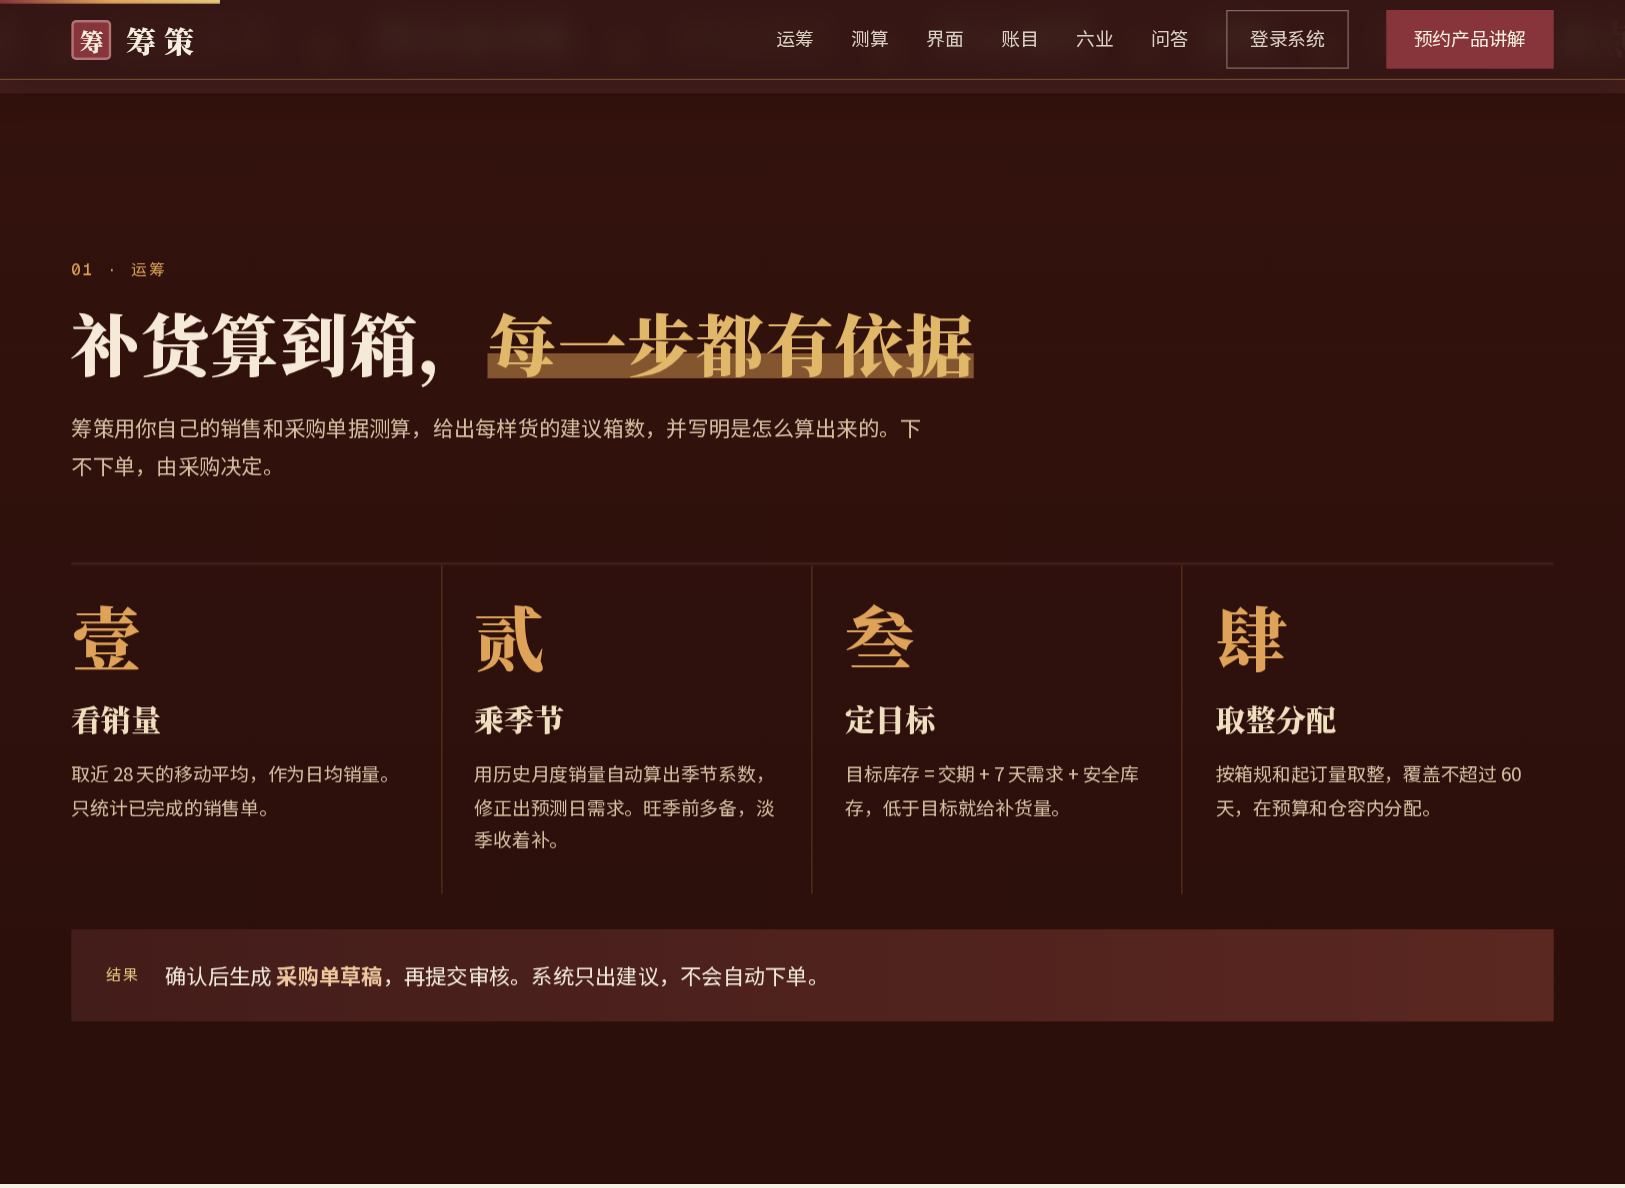 筹 筹策 运筹 测算 界面 账目 六业 问答 登录系统 预约产品讲解
01 · 运筹
补货算到箱，每一步都有依据
筹策用你自己的销售和采购单据测算，给出每样货的建议箱数，并写明是怎么算出来的。下
不下单，由采购决定。
壹
看销量
取近 28 天的移动平均，作为日均销量。
只统计已完成的销售单。
贰
乘季节
用历史月度销量自动算出季节系数，
修正出预测日需求。旺季前多备，淡
季收着补。
叁
定目标
目标库存 = 交期 + 7 天需求 + 安全库
存，低于目标就给补货量。
肆
取整分配
按箱规和起订量取整，覆盖不超过 60
天，在预算和仓容内分配。
结果 确认后生成 采购单草稿，再提交审核。系统只出建议，不会自动下单。